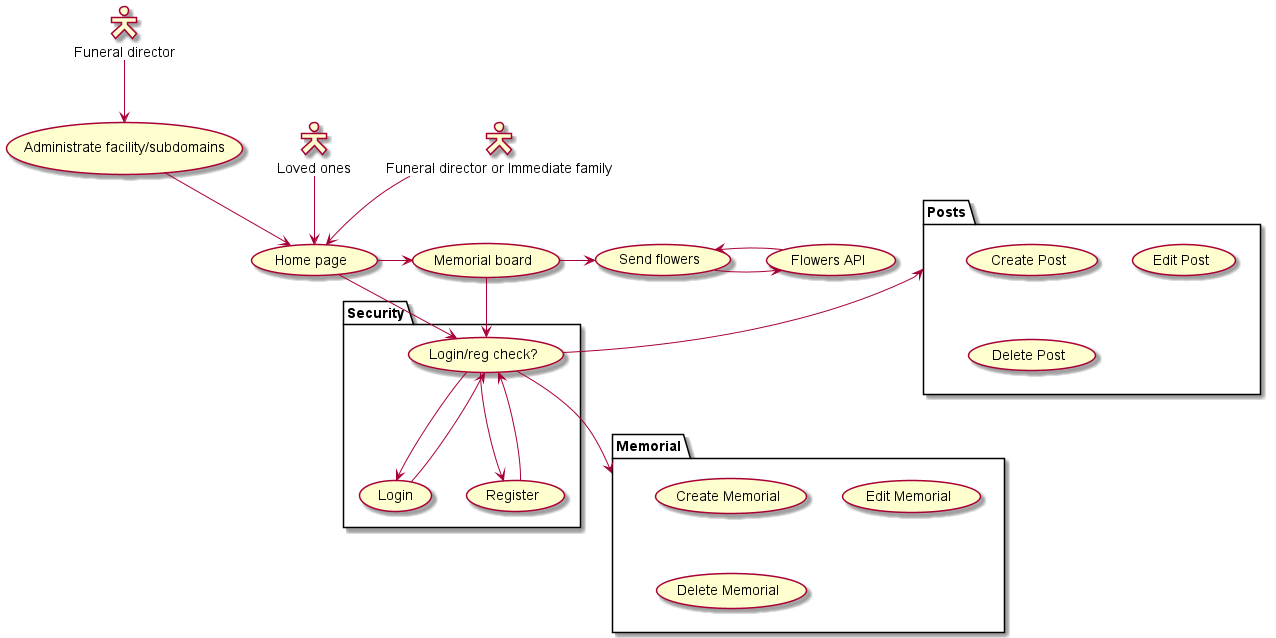 Funeral director
Administrate facility/subdomains
Loved ones
Funeral director or Immediate family
Home page
Memorial board
Send flowers
Flowers API
Posts
Create Post
Edit Post
Delete Post
Security
Login/reg check?
Login
Register
Memorial
Create Memorial
Edit Memorial
Delete Memorial